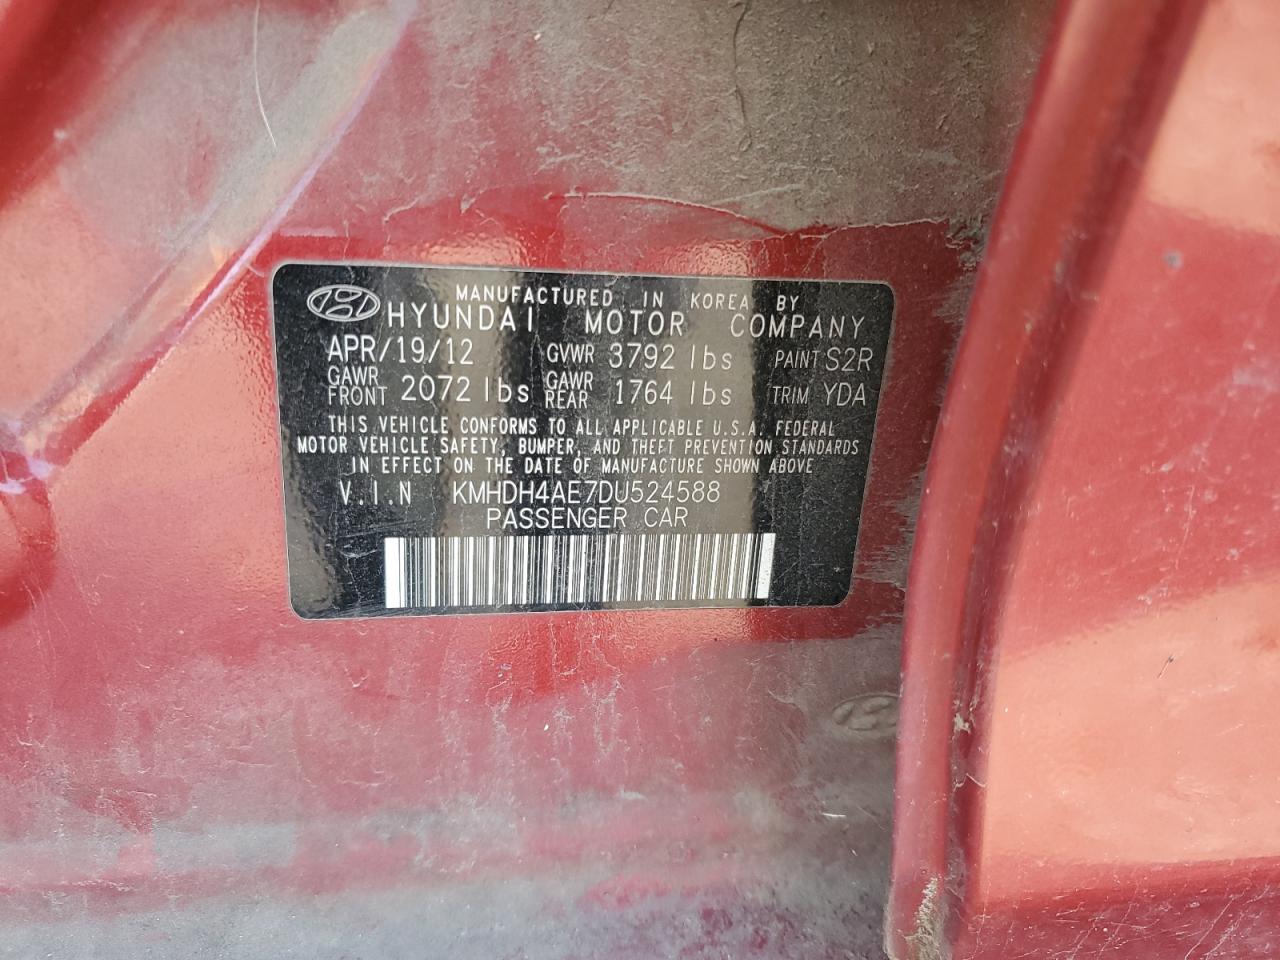 MANUFACTURED IN KOREA BY
HYUNDAI MOTOR COMPANY
APR/19/12 GVWR 3792 lbs PAINT S2R
GAWR FRONT 2072 lbs GAWR REAR 1764 lbs TRIM YDA
THIS VEHICLE CONFORMS TO ALL APPLICABLE U.S.A. FEDERAL
MOTOR VEHICLE SAFETY, BUMPER, AND THEFT PREVENTION STANDARDS
IN EFFECT ON THE DATE OF MANUFACTURE SHOWN ABOVE
V.I.N KMHDH4AE7DU524588
PASSENGER CAR